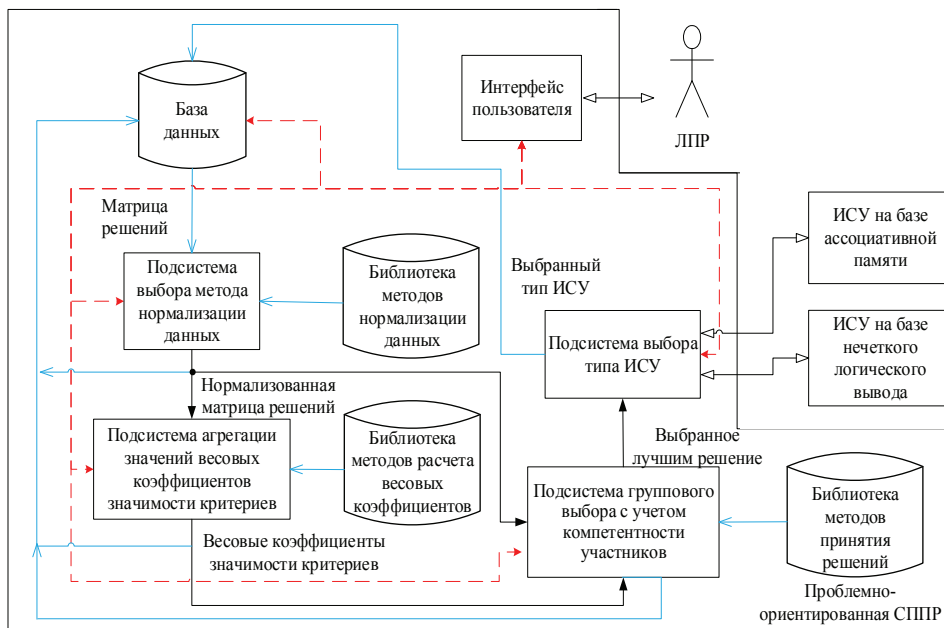 База
данных
Интерфейс
пользователя
ЛПР
Матрица
решений
Подсистема
выбора метода
нормализации
данных
Библиотека
методов
нормализации
данных
Выбранный
тип ИСУ
ИСУ на базе
ассоциативной
памяти
Подсистема выбора
типа ИСУ
ИСУ на базе
нечеткого
логического
вывода
Нормализованная
матрица решений
Подсистема агрегации
значений весовых
коэффициентов
значимости критериев
Библиотека
методов расчета
весовых
коэффициентов
Выбранное
лучшим решение
Подсистема группового
выбора с учетом
компетентности
участников
Библиотека
методов
принятия
решений
Весовые коэффициенты
значимости критериев
Проблемно-
ориентированная СППР